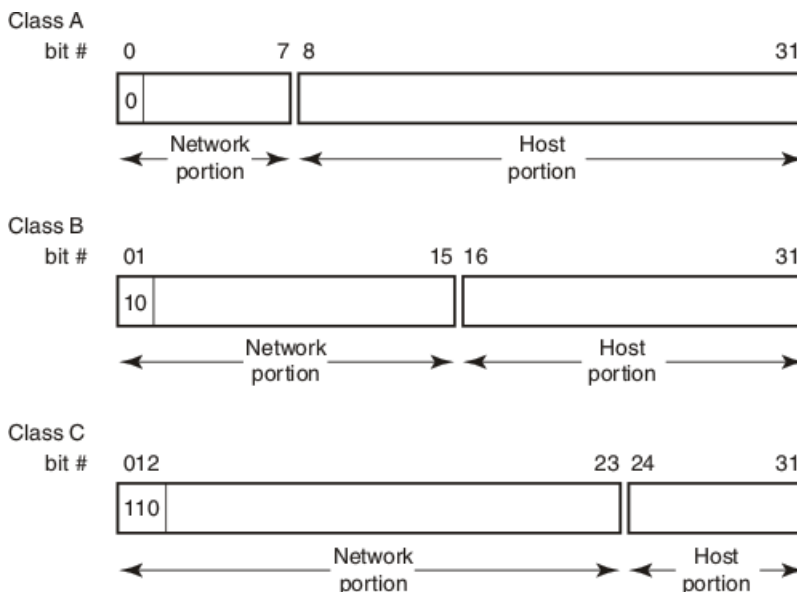 Class A
bit # 0 7 8 31
0
Network Host
portion portion
Class B
bit # 01 15 16 31
10
Network Host
portion portion
Class C
bit # 012 23 24 31
110
Network Host
portion portion